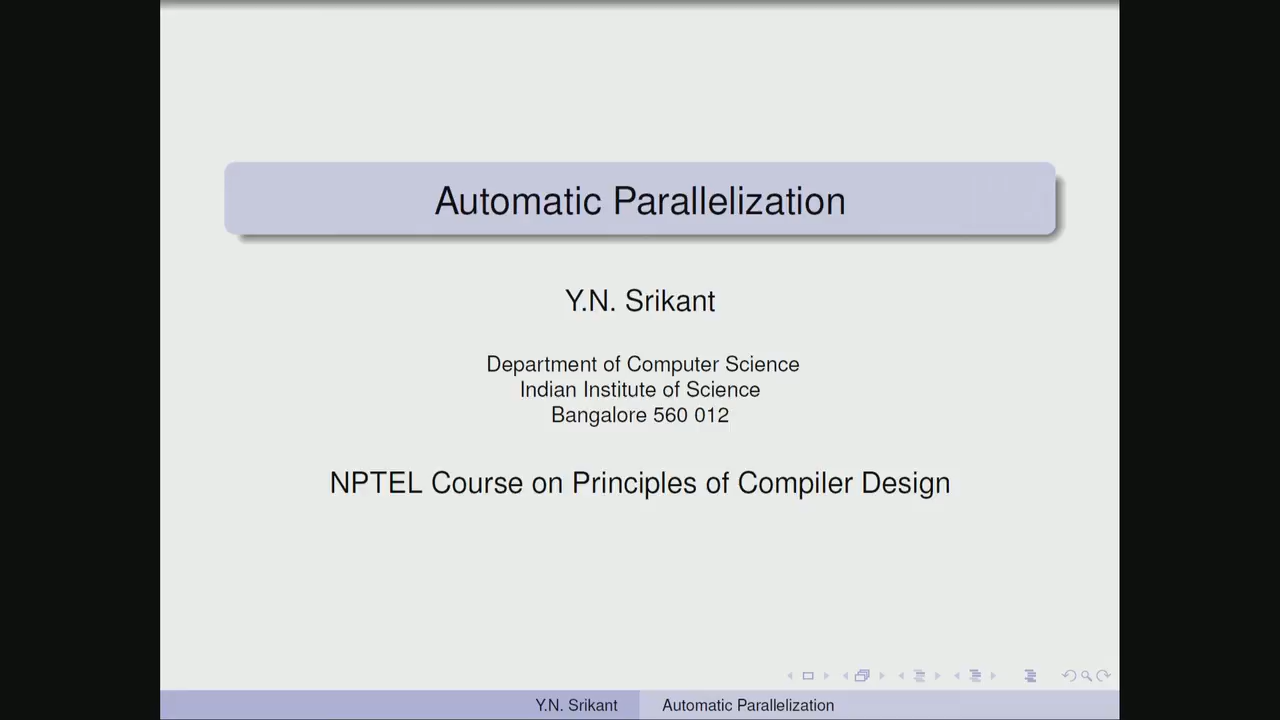 Automatic Parallelization
Y.N. Srikant
Department of Computer Science
Indian Institute of Science
Bangalore 560 012
NPTEL Course on Principles of Compiler Design
Y.N. Srikant
Automatic Parallelization